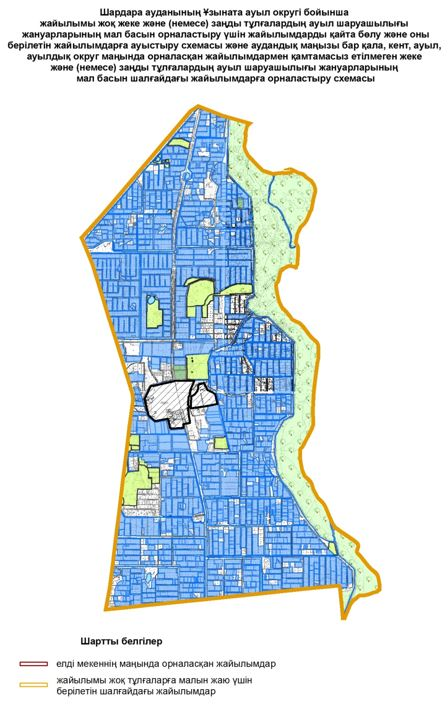 Шардара ауданының Ұзыната ауыл округі бойынша
жайылымы жоқ жеке және (немесе) заңды тұлғалардың ауыл шаруашылығы
жануарларының мал басын орналастыру үшін жайылымдарды қайта бөлу және оны
берілетін жайылымдарға ауыстыру схемасы және аудандық маңызы бар қала, кент, ауыл,
ауылдық округ маңында орналасқан жайылымдармен қамтамасыз етілмеген жеке
және (немесе) заңды тұлғалардың ауыл шаруашылығы жануарларының
мал басын шалғайдағы жайылымдарға орналастыру схемасы
Шартты белгілер
елді мекеннің маңында орналасқан жайылымдар
жайылымы жоқ тұлғаларға малын жаю үшін
берілетін шалғайдағы жайылымдар